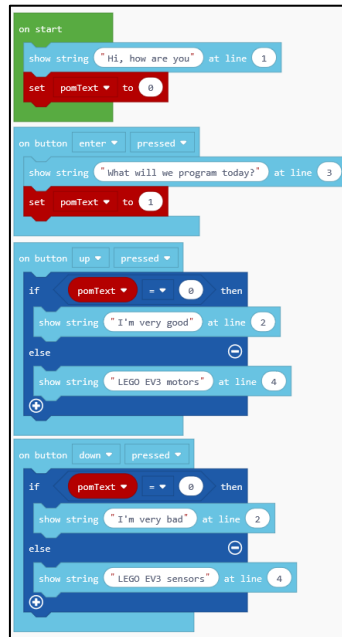 on start
show string "Hi, how are you" at line 1
set pomText to 0
on button enter pressed
show string "What will we program today?" at line 3
set pomText to 1
on button up pressed
if pomText = 0 then
show string "I'm very good" at line 2
else
show string "LEGO EV3 motors" at line 4
on button down pressed
if pomText = 0 then
show string "I'm very bad" at line 2
else
show string "LEGO EV3 sensors" at line 4